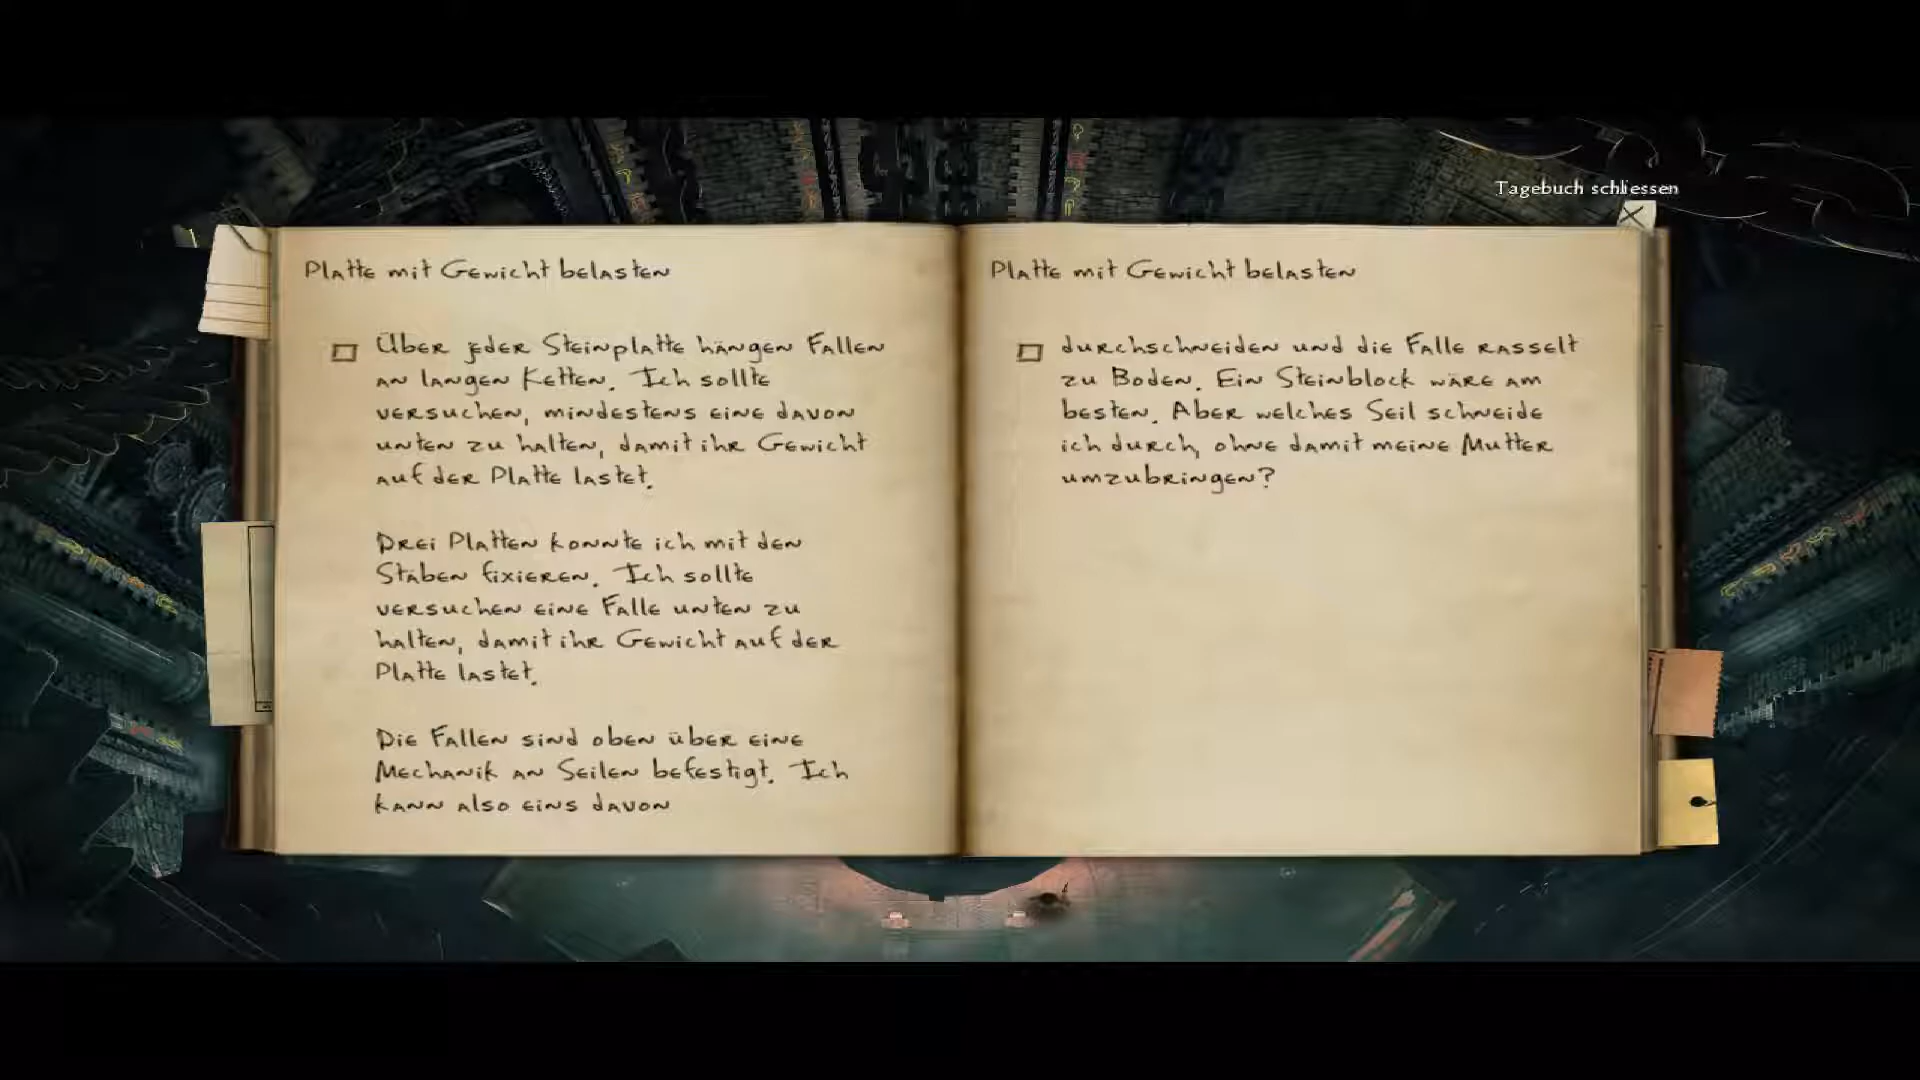 Tagebuch schliessen
Platte mit Gewicht belasten
Über jeder Steinplatte hängen Fallen
an langen Ketten. Ich sollte
versuchen, mindestens eine davon
unten zu halten, damit ihr Gewicht
auf der Platte lastet.
Drei Platten konnte ich mit den
Stäben fixieren. Ich sollte
versuchen eine Falle unten zu
halten, damit ihr Gewicht auf der
Platte lastet.
Die Fallen sind oben über eine
Mechanik an Seilen befestigt. Ich
kann also eins davon
Platte mit Gewicht belasten
durchschneiden und die Falle rasselt
zu Boden. Ein Steinblock wäre am
besten. Aber welches Seil schneide
ich durch, ohne damit meine Mutter
umzubringen?